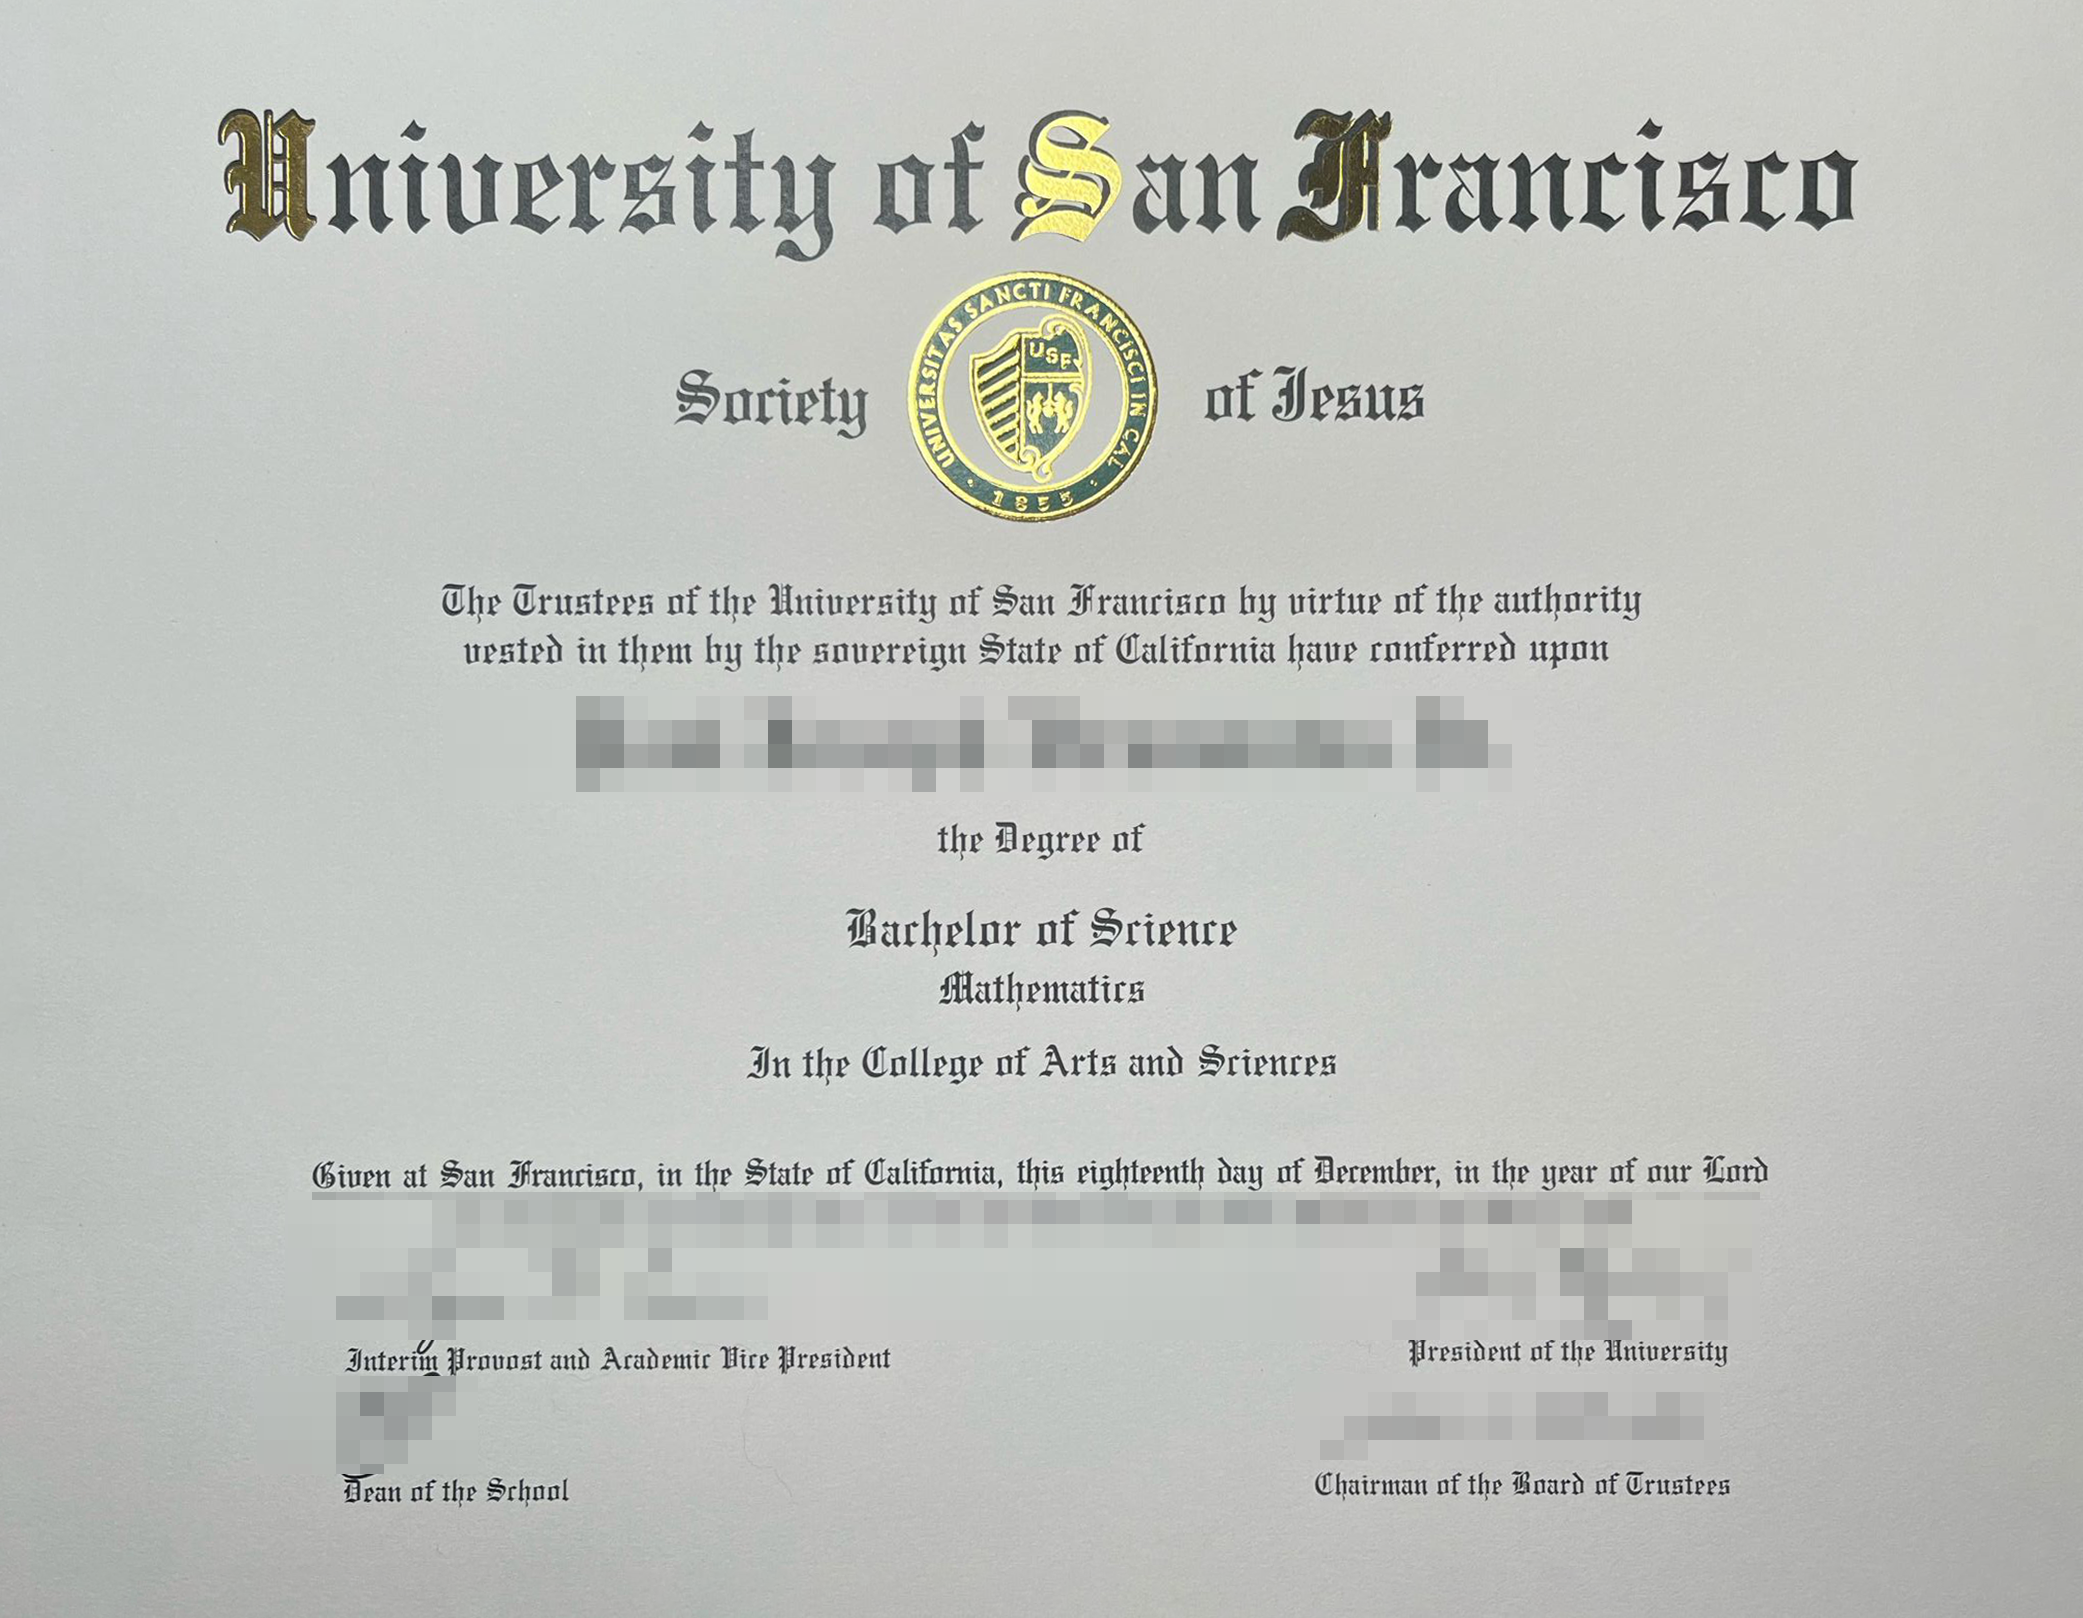 University of San Francisco
Society of Jesus
UNIVERSITAS SANCTI FRANCISCI IN CAL
1855
USF
The Trustees of the University of San Francisco by virtue of the authority
vested in them by the sovereign State of California have conferred upon
the Degree of
Bachelor of Science
Mathematics
In the College of Arts and Sciences
Given at San Francisco, in the State of California, this eighteenth day of December, in the year of our Lord
Interim Provost and Academic Vice President
President of the University
Dean of the School
Chairman of the Board of Trustees